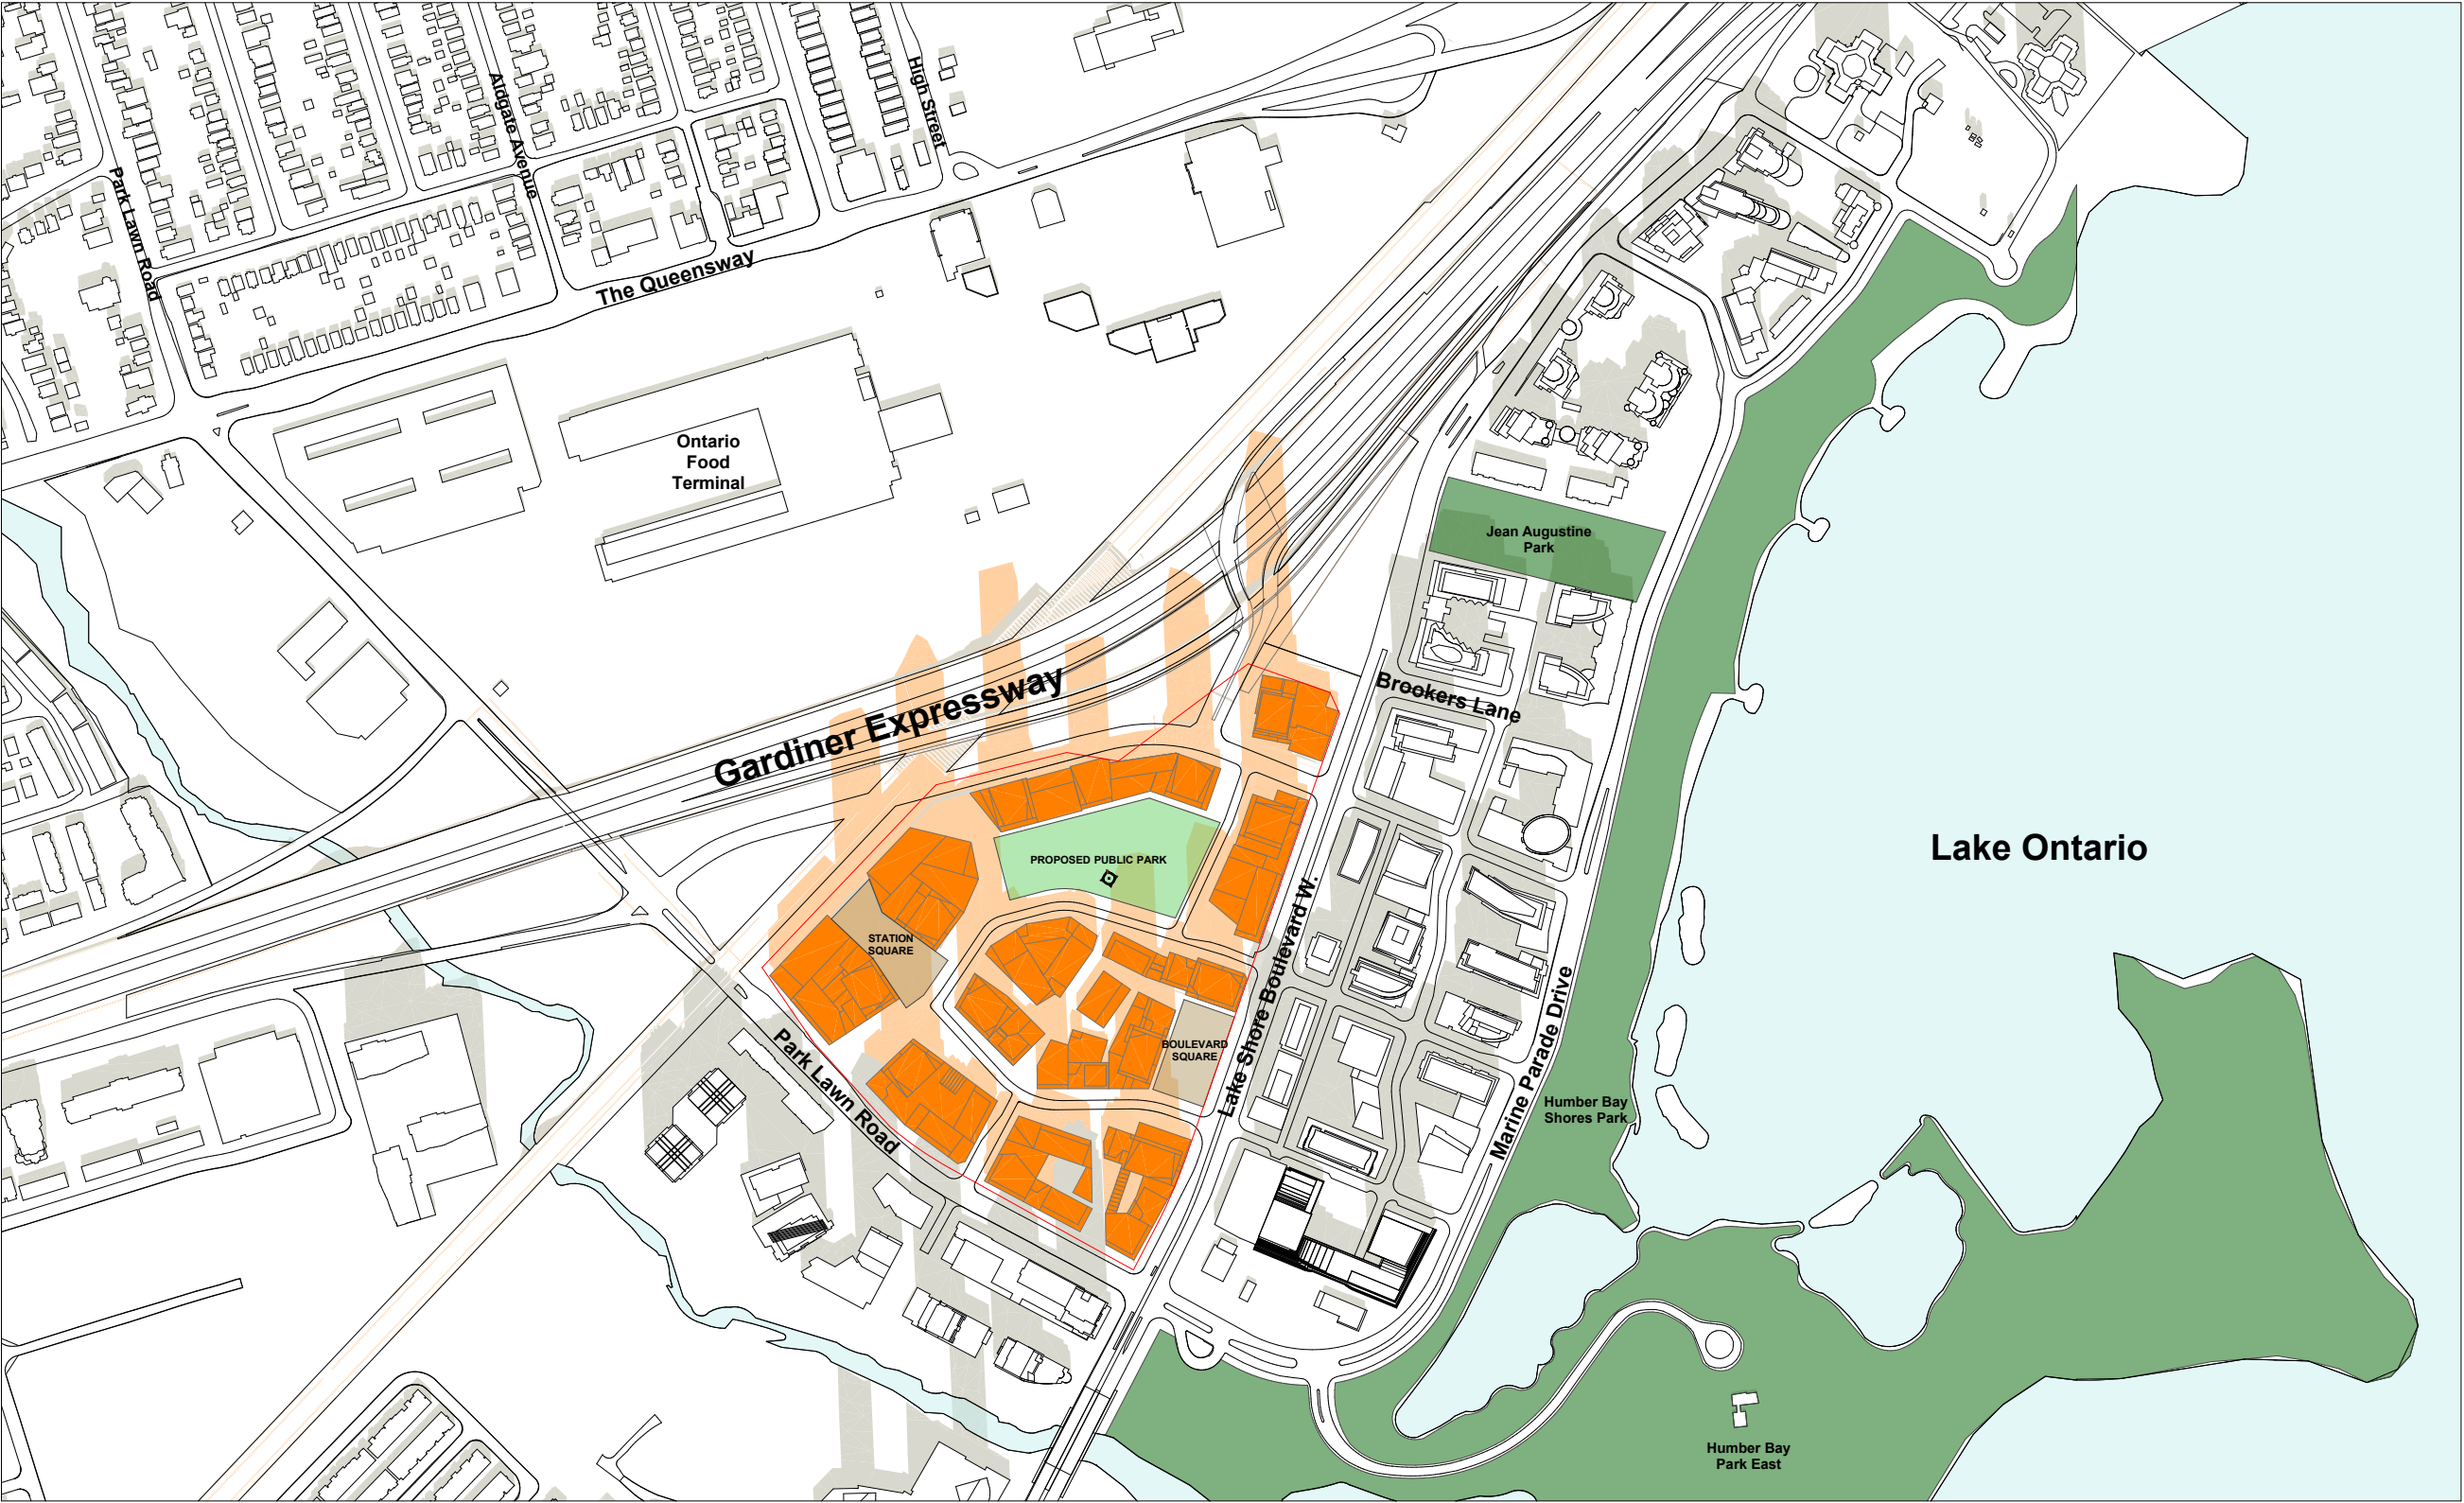 High Street
Aldgate Avenue
Park Lawn Road
The Queensway
Ontario
Food
Terminal
Jean Augustine
Park
Gardiner Expressway
Brookers Lane
Lake Ontario
PROPOSED PUBLIC PARK
STATION
SQUARE
Lake Shore Boulevard W.
BOULEVARD
SQUARE
Park Lawn Road
Marine Parade Drive
Humber Bay
Shores Park
Humber Bay
Park East